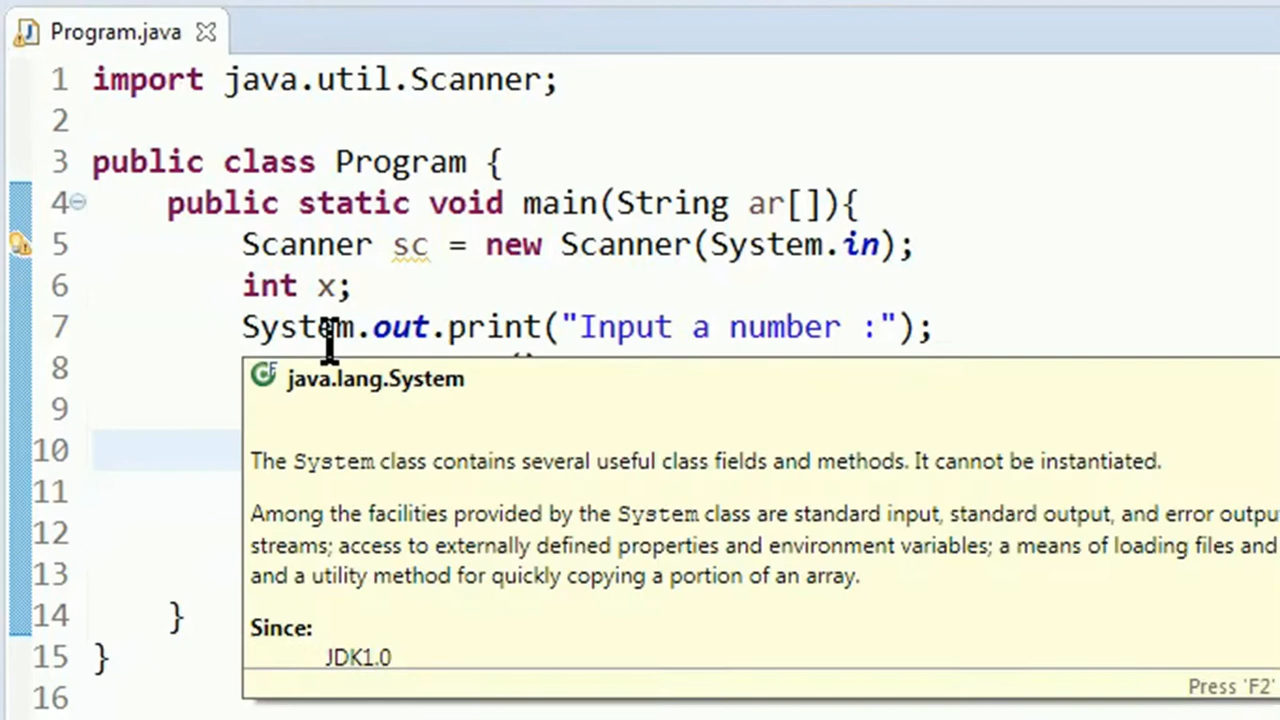 Program.java
1 import java.util.Scanner;
2
3 public class Program {
4 public static void main(String ar[]){
5 Scanner sc = new Scanner(System.in);
6 int x;
7 System.out.print("Input a number :");
8
9
10
11
12
13
14 }
15 }
16
java.lang.System
The System class contains several useful class fields and methods. It cannot be instantiated.
Among the facilities provided by the System class are standard input, standard output, and error outpu
streams; access to externally defined properties and environment variables; a means of loading files and
and a utility method for quickly copying a portion of an array.
Since:
JDK1.0
Press 'F2'